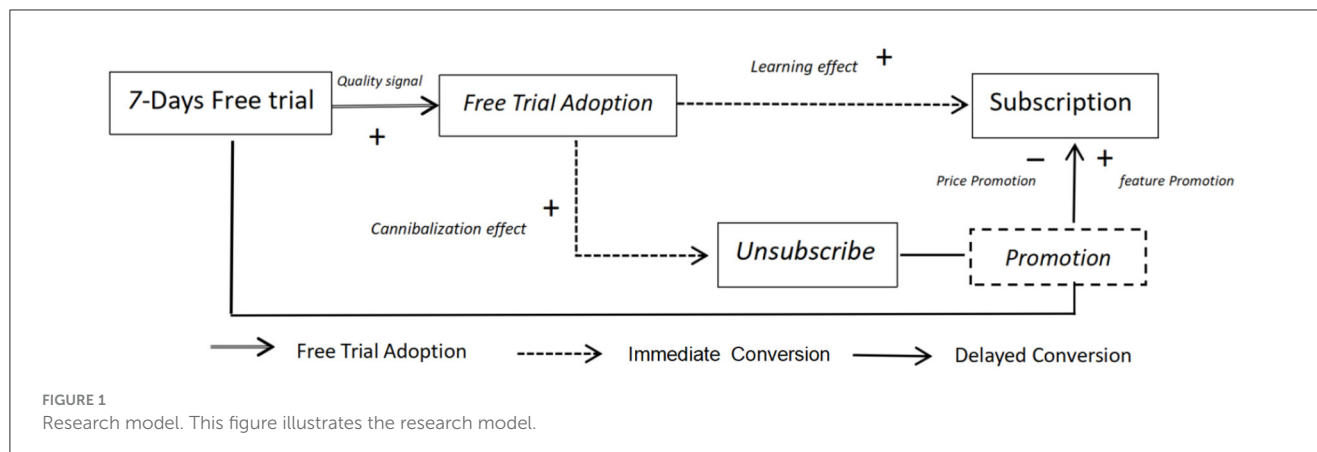 Quality signal
Learning effect
+
7-Days Free trial
Free Trial Adoption
Subscription
+
−
+
Price Promotion
feature Promotion
Cannibalization effect
+
Unsubscribe
Promotion
Free Trial Adoption
Immediate Conversion
Delayed Conversion
FIGURE 1
Research model. This figure illustrates the research model.